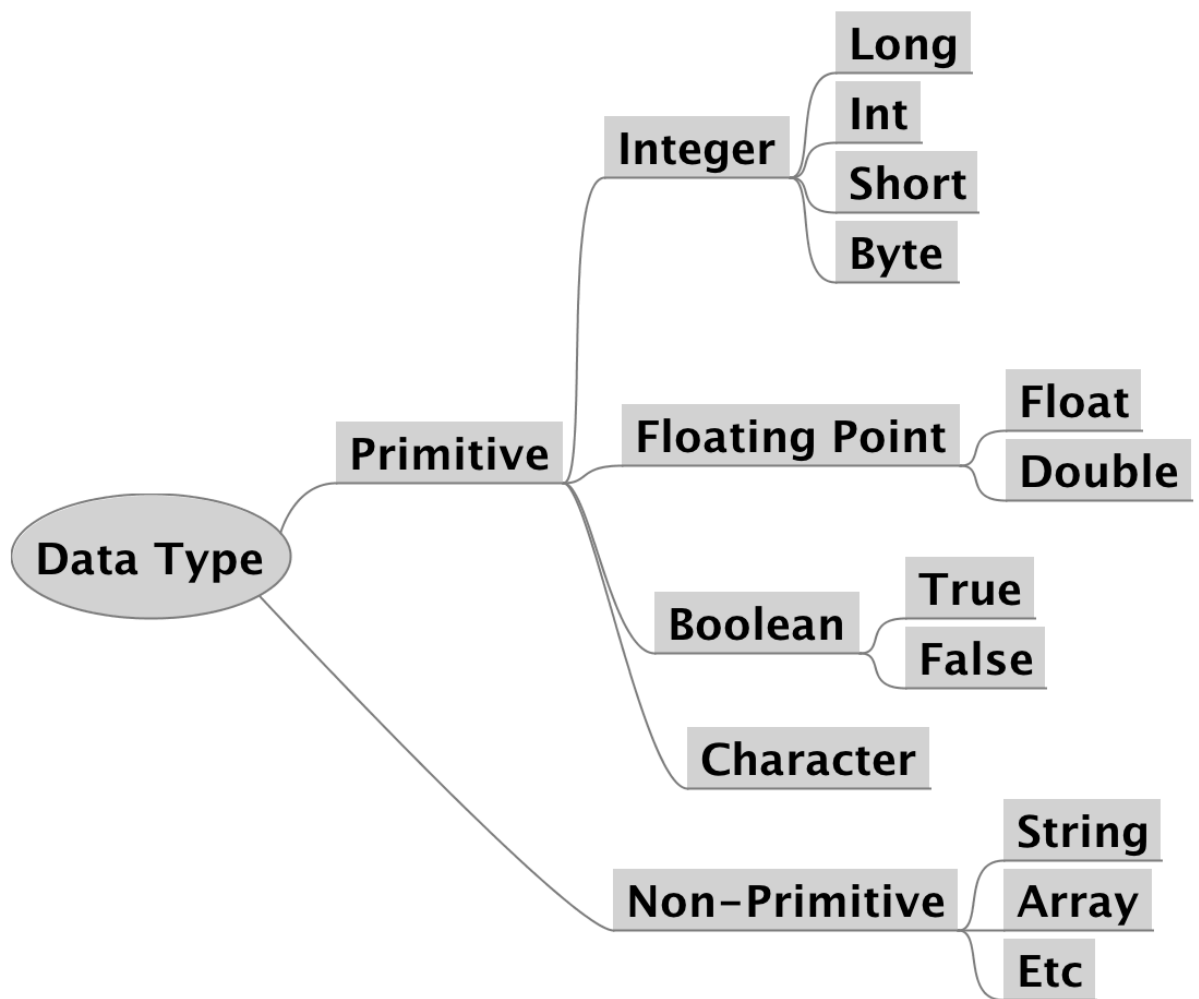 Data Type
Primitive
Integer
Long
Int
Short
Byte
Floating Point
Float
Double
Boolean
True
False
Character
Non-Primitive
String
Array
Etc